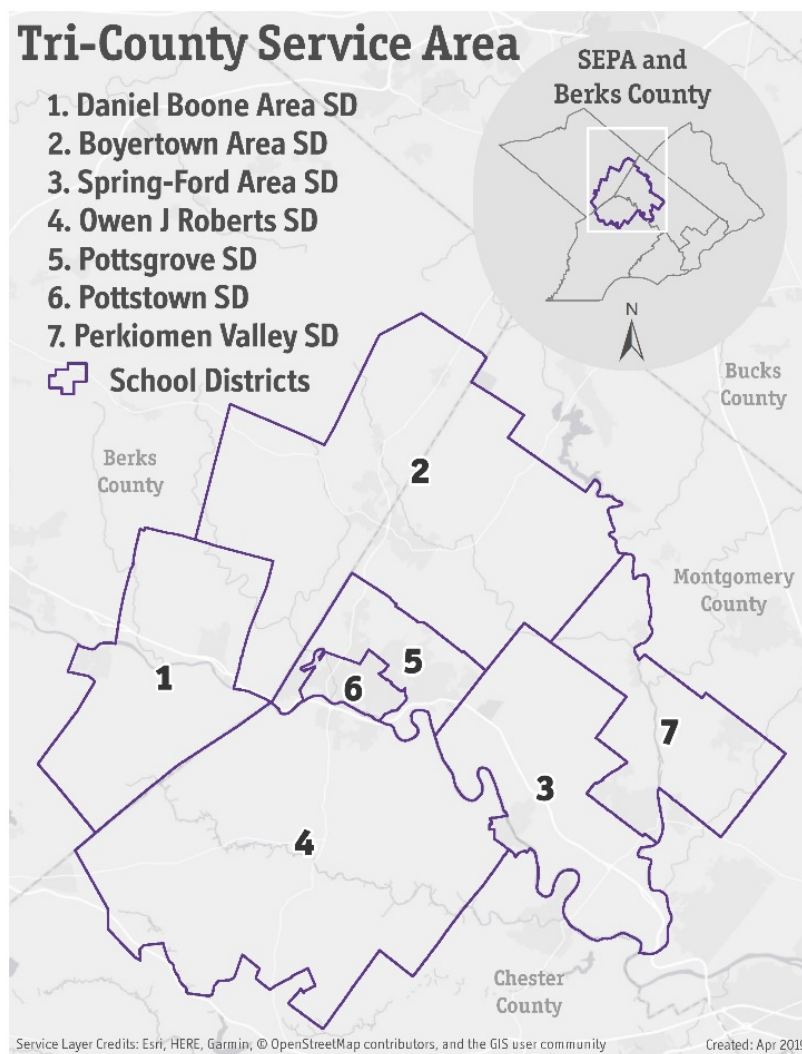 Tri-County Service Area
1. Daniel Boone Area SD
2. Boyertown Area SD
3. Spring-Ford Area SD
4. Owen J Roberts SD
5. Pottsgrove SD
6. Pottstown SD
7. Perkiomen Valley SD
School Districts
SEPA and
Berks County
N
Bucks
County
Berks
County
2
Montgomery
County
5
1
6
7
3
4
Chester
County
Service Layer Credits: Esri, HERE, Garmin, © OpenStreetMap contributors, and the GIS user community
Created: Apr 2019